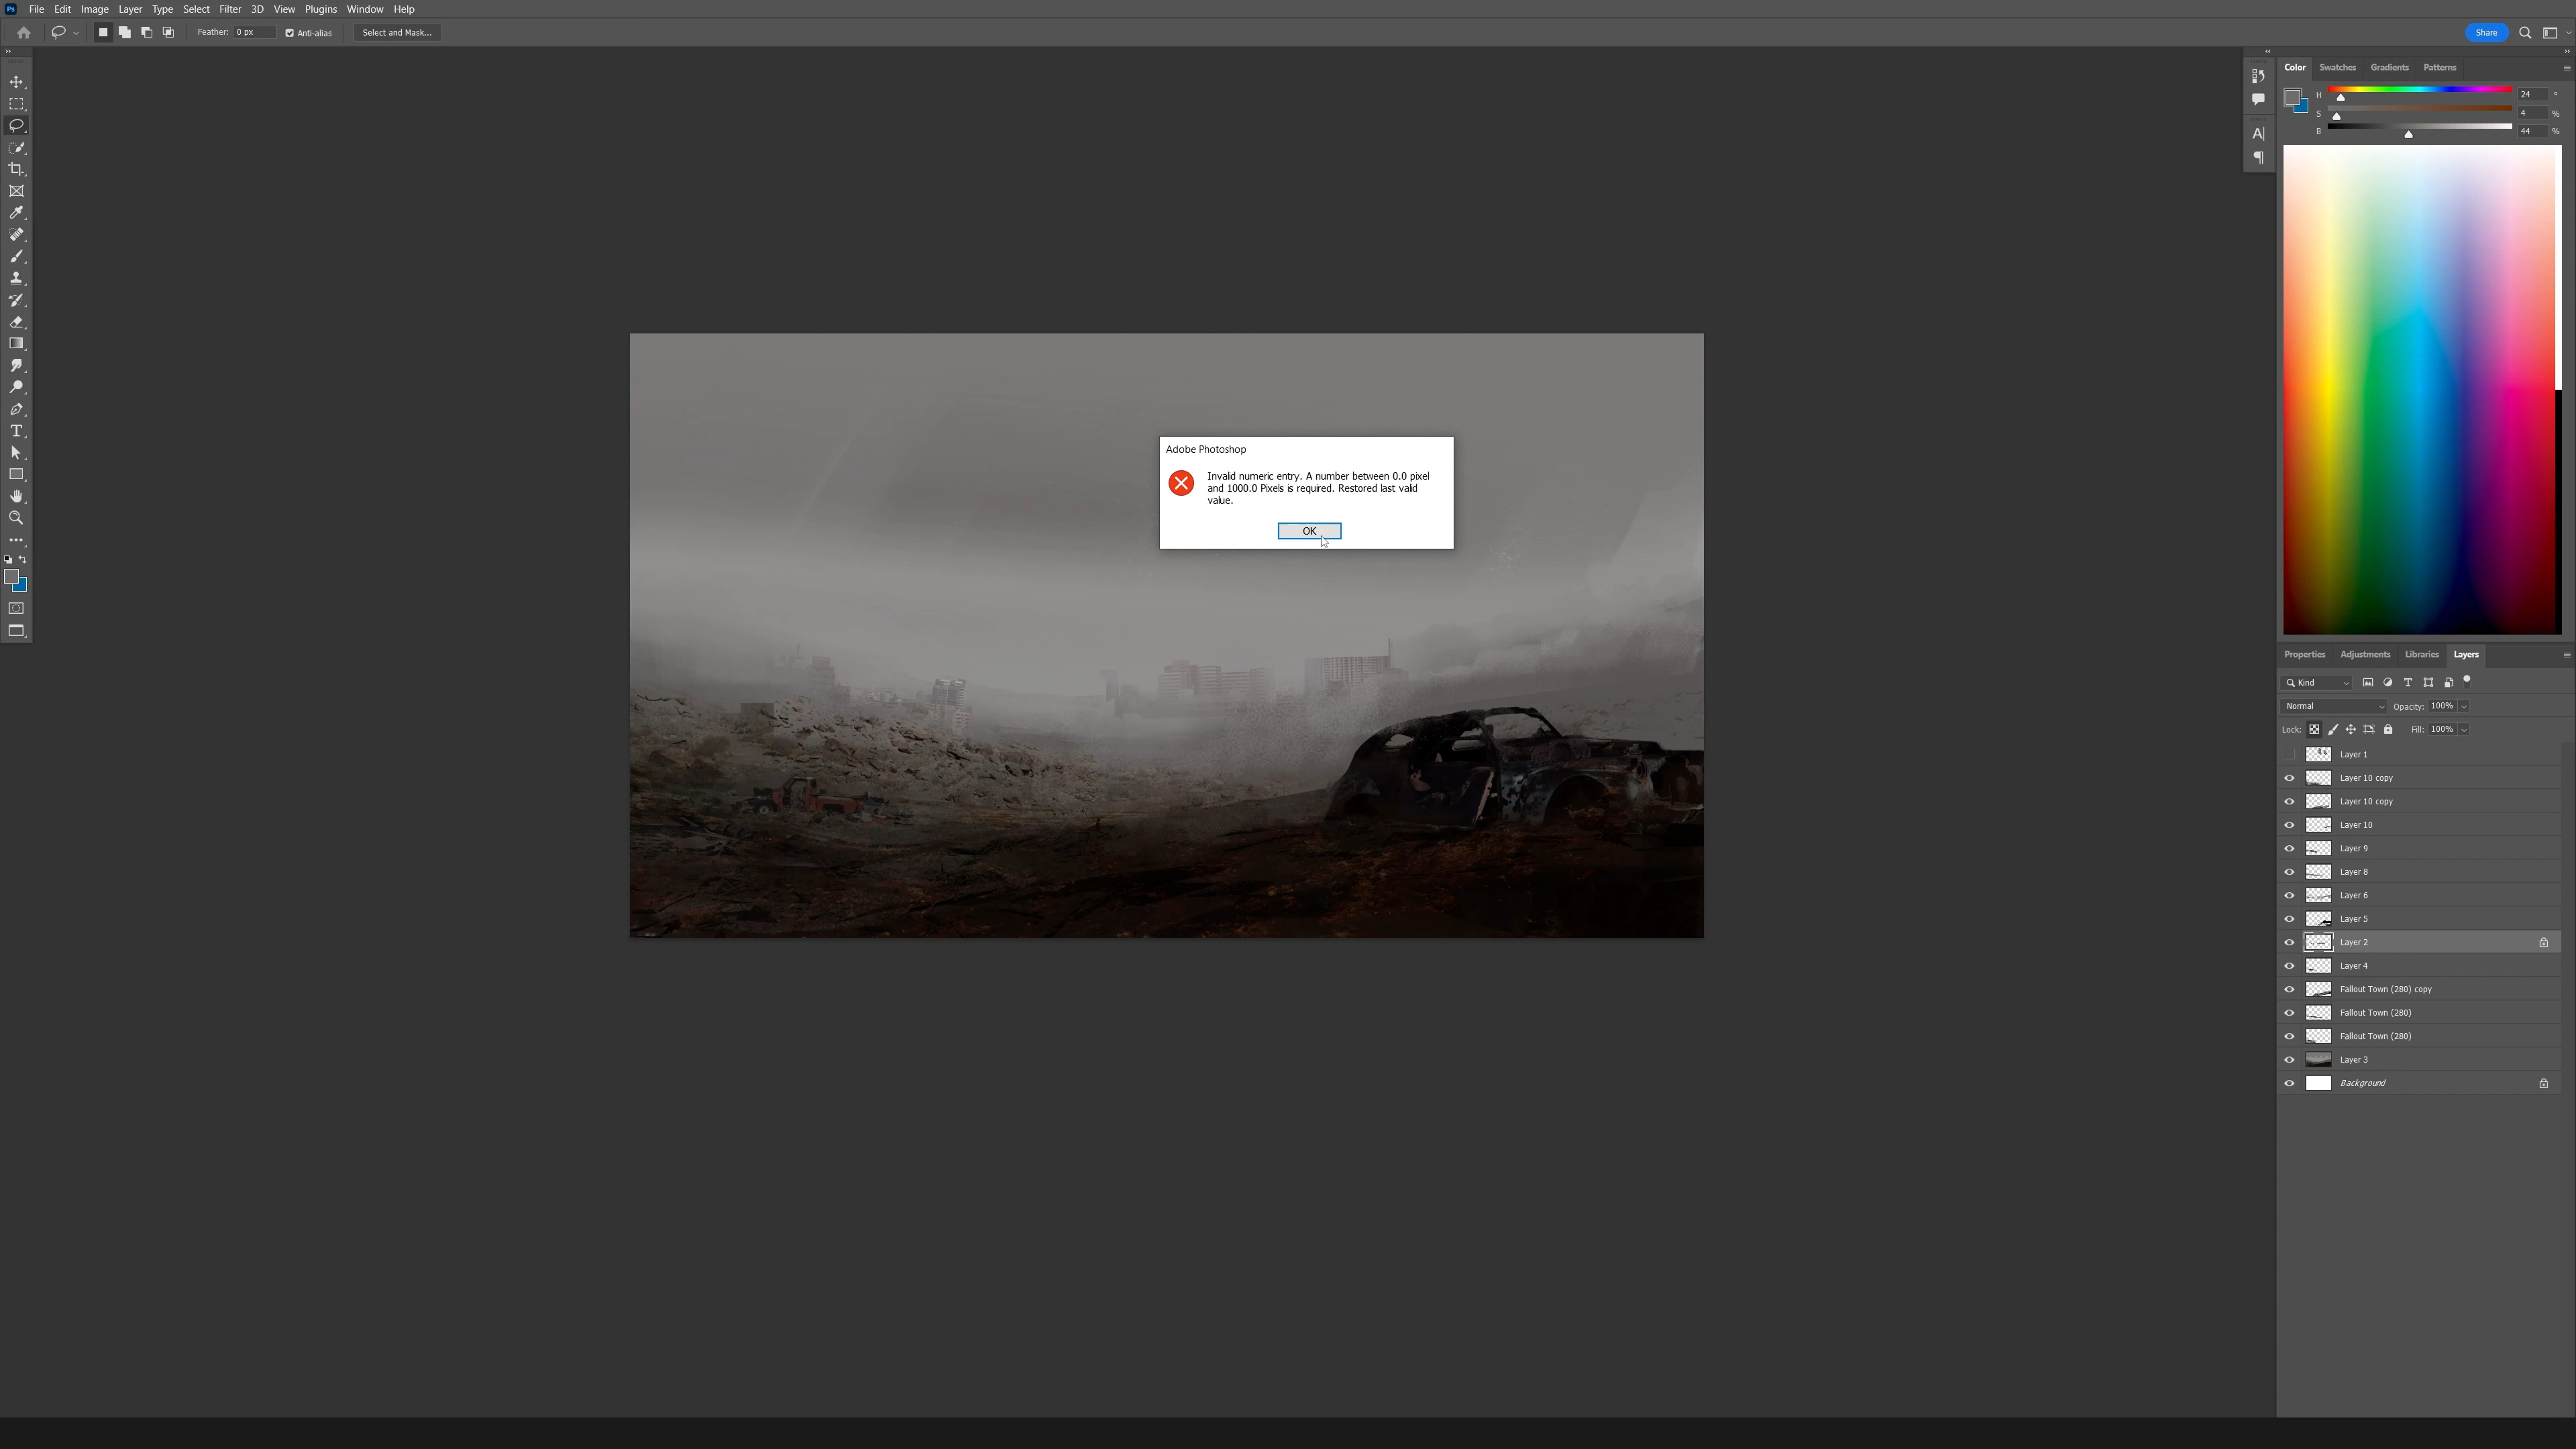 Ps File Edit Image Layer Type Select Filter 3D View Plugins Window Help
Feather: 0 px Anti-alias Select and Mask... Share
Color Swatches Gradients Patterns
H 24 °
S 4 %
B 44 %
Adobe Photoshop
Invalid numeric entry. A number between 0.0 pixel
and 1000.0 Pixels is required. Restored last valid
value.
OK
Properties Adjustments Libraries Layers
Kind
Normal Opacity: 100%
Lock: Fill: 100%
Layer 1
Layer 10 copy
Layer 10 copy
Layer 10
Layer 9
Layer 8
Layer 6
Layer 5
Layer 2
Layer 4
Fallout Town (280) copy
Fallout Town (280)
Fallout Town (280)
Layer 3
Background